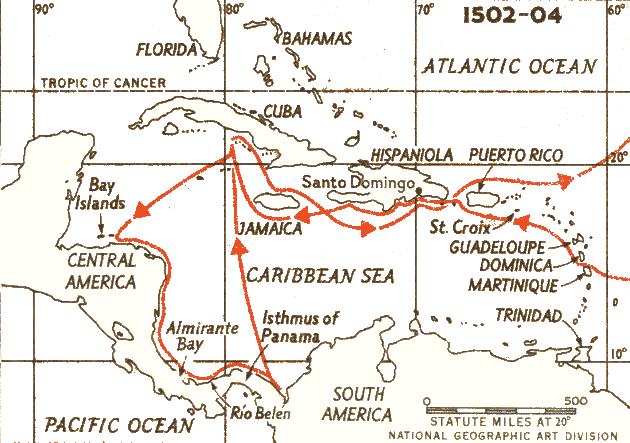 90°
80°
70°
60°
1502-04
FLORIDA
BAHAMAS
ATLANTIC OCEAN
TROPIC OF CANCER
CUBA
HISPANIOLA
PUERTO RICO
20°
Bay
Islands
Santo Domingo
JAMAICA
St. Croix
GUADELOUPE
DOMINICA
MARTINIQUE
CENTRAL
AMERICA
CARIBBEAN SEA
TRINIDAD
Almirante
Bay
Isthmus of
Panama
10°
SOUTH
AMERICA
Rio Belen
PACIFIC OCEAN
0
500
STATUTE MILES AT 20°
NATIONAL GEOGRAPHIC ART DIVISION